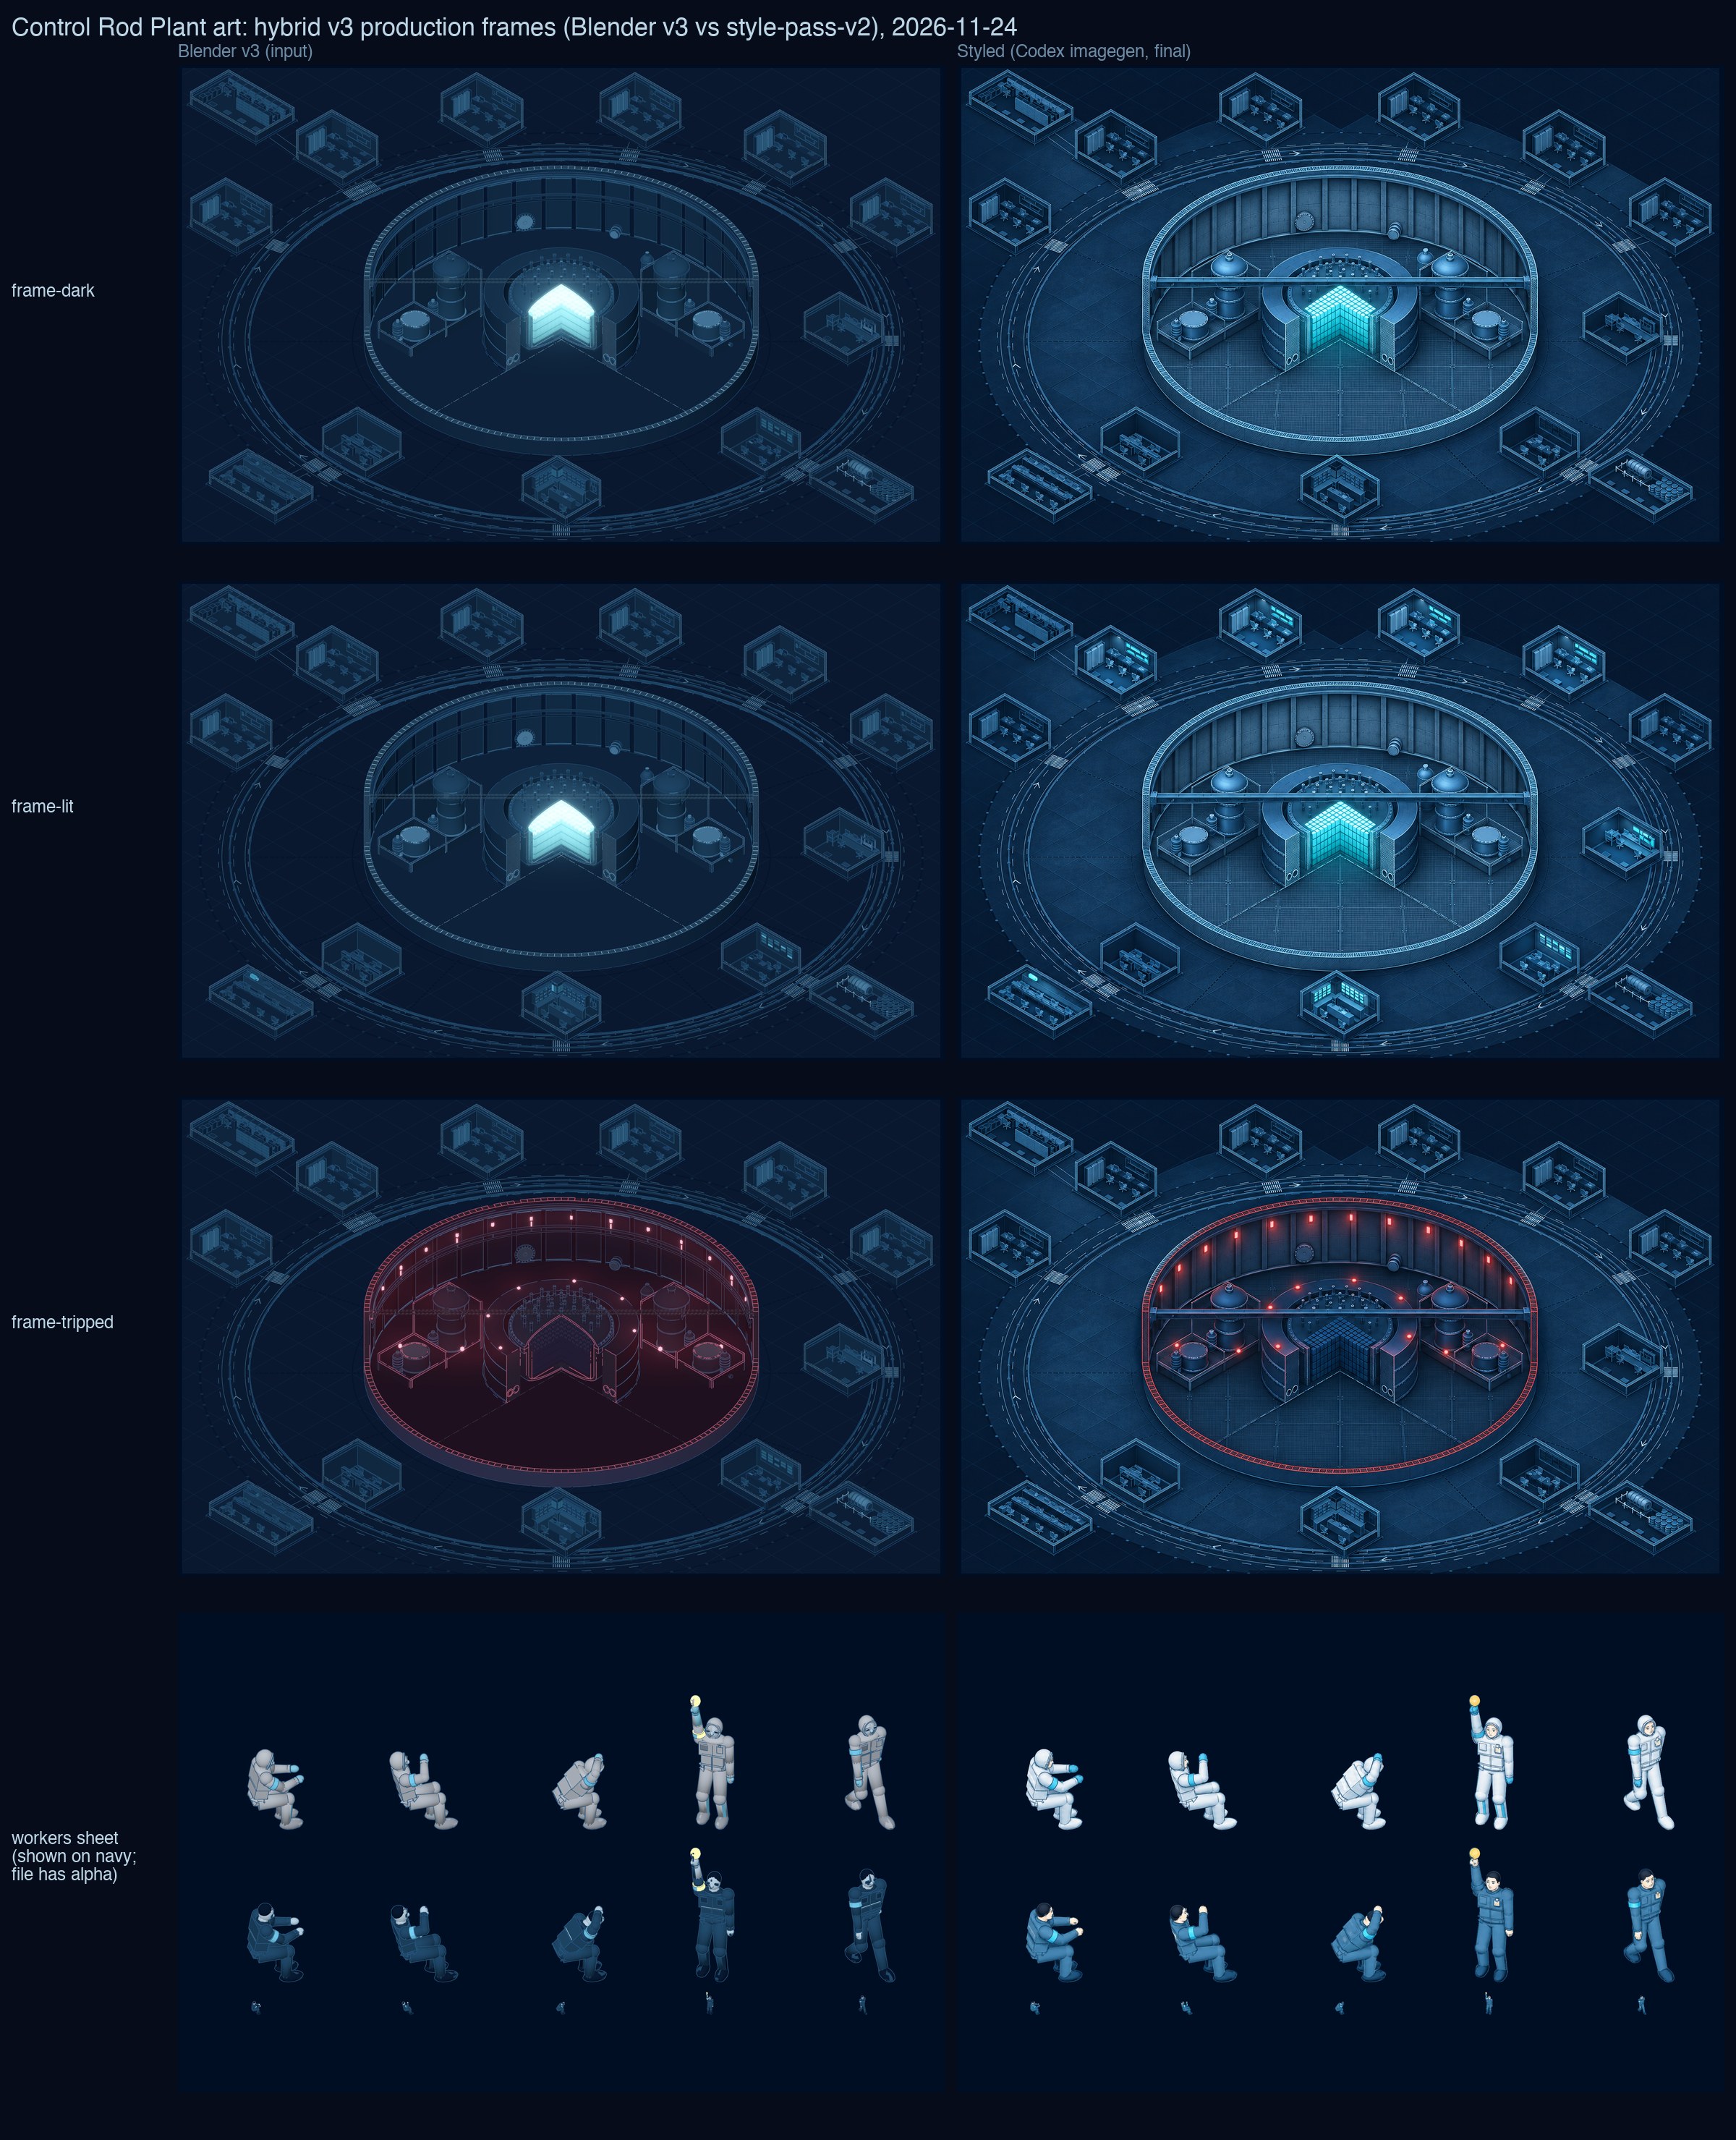 Control Rod Plant art: hybrid v3 production frames (Blender v3 vs style-pass-v2), 2026-11-24
Blender v3 (input)
Styled (Codex imagegen, final)
frame-dark
frame-lit
frame-tripped
workers sheet
(shown on navy;
file has alpha)